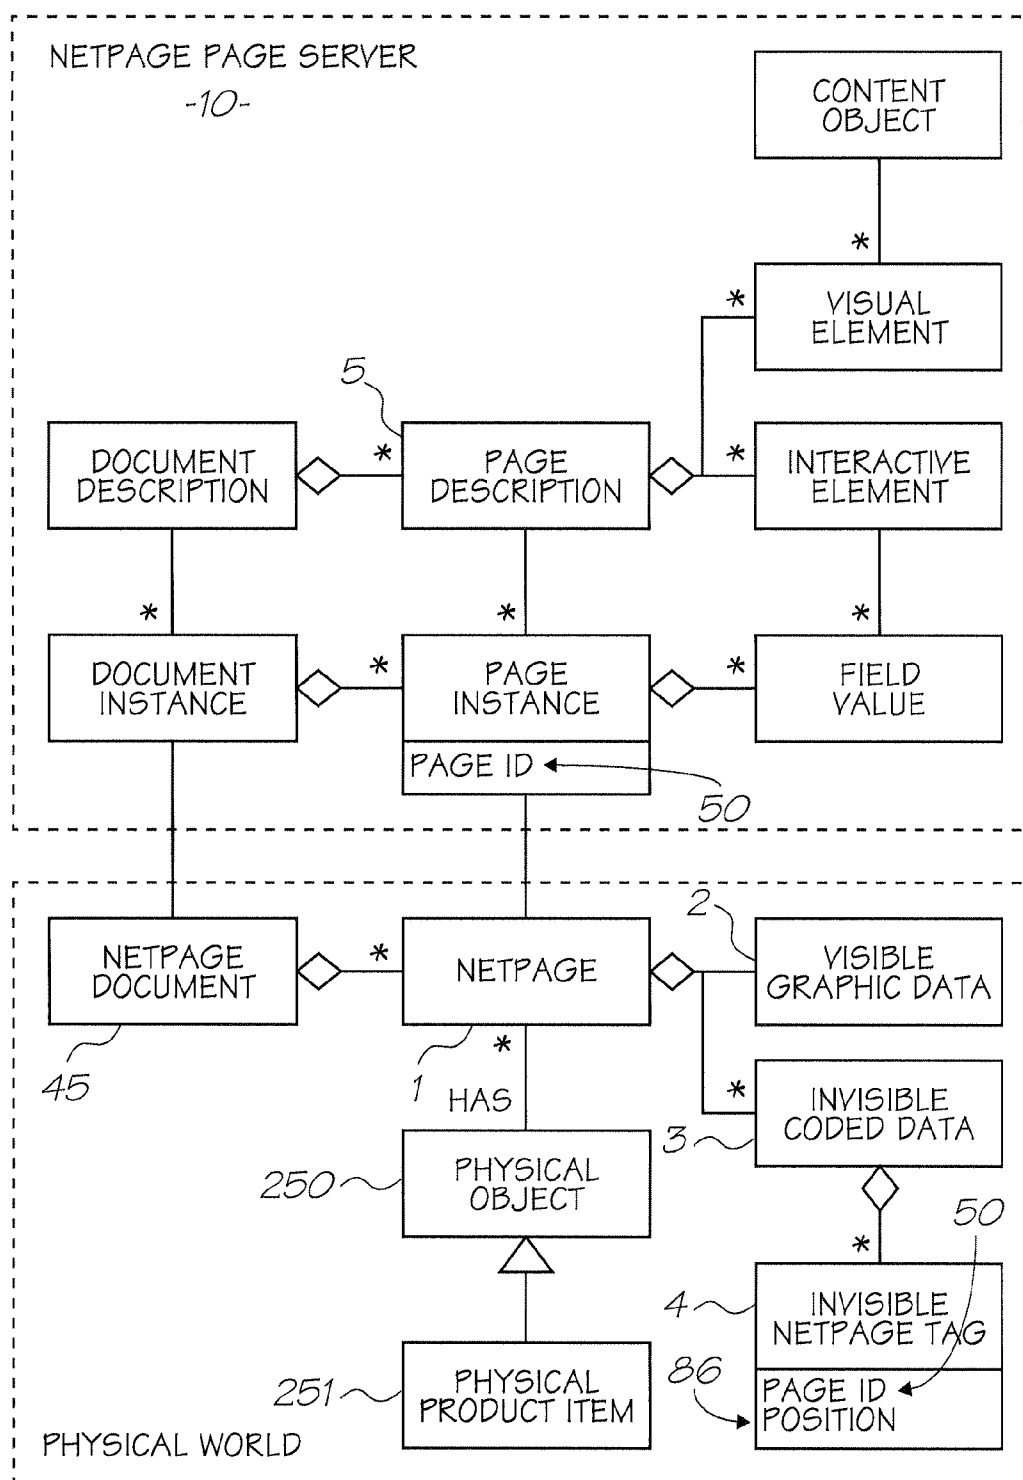 NETPAGE PAGE SERVER
-10-
CONTENT
OBJECT
*
VISUAL
ELEMENT
*
5
DOCUMENT
DESCRIPTION
*
PAGE
DESCRIPTION
*
INTERACTIVE
ELEMENT
*
*
*
DOCUMENT
INSTANCE
*
PAGE
INSTANCE
*
FIELD
VALUE
PAGE ID
50
NETPAGE
DOCUMENT
*
NETPAGE
2
VISIBLE
GRAPHIC DATA
45
1
*
HAS
*
INVISIBLE
CODED DATA
3
250
PHYSICAL
OBJECT
50
*
4
INVISIBLE
NETPAGE TAG
251
PHYSICAL
PRODUCT ITEM
86
PAGE ID
POSITION
PHYSICAL WORLD